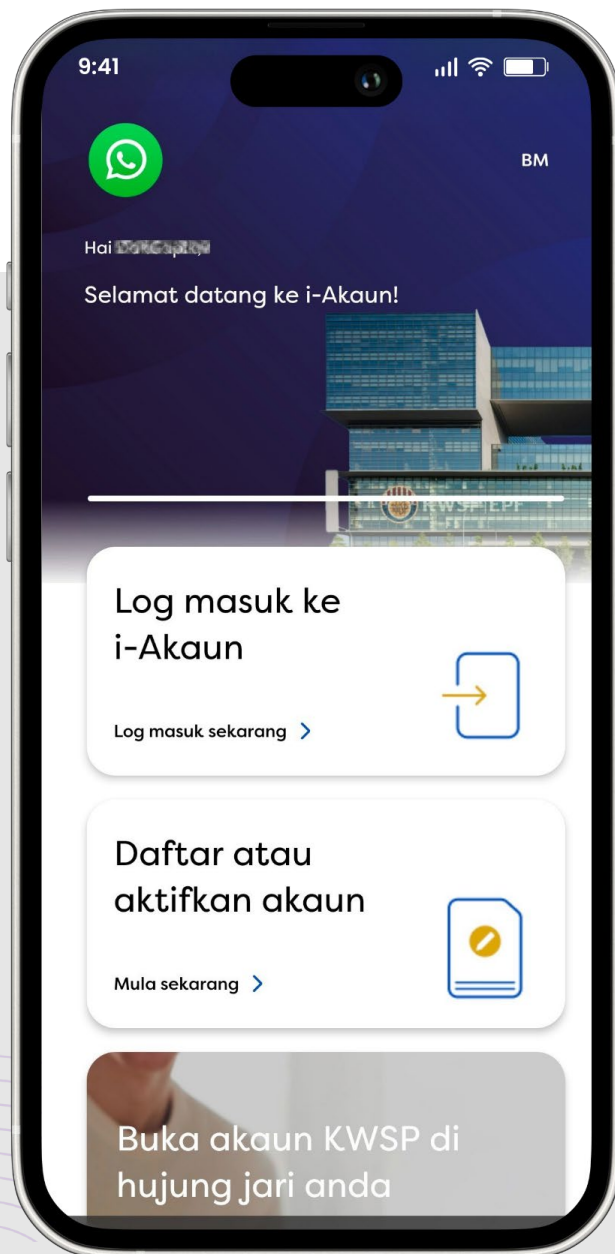 9:41
BM
Hai
Selamat datang ke i-Akaun!
KWSP EPF
Log masuk ke
i-Akaun
Log masuk sekarang
Daftar atau
aktifkan akaun
Mula sekarang
Buka akaun KWSP di
hujung jari anda